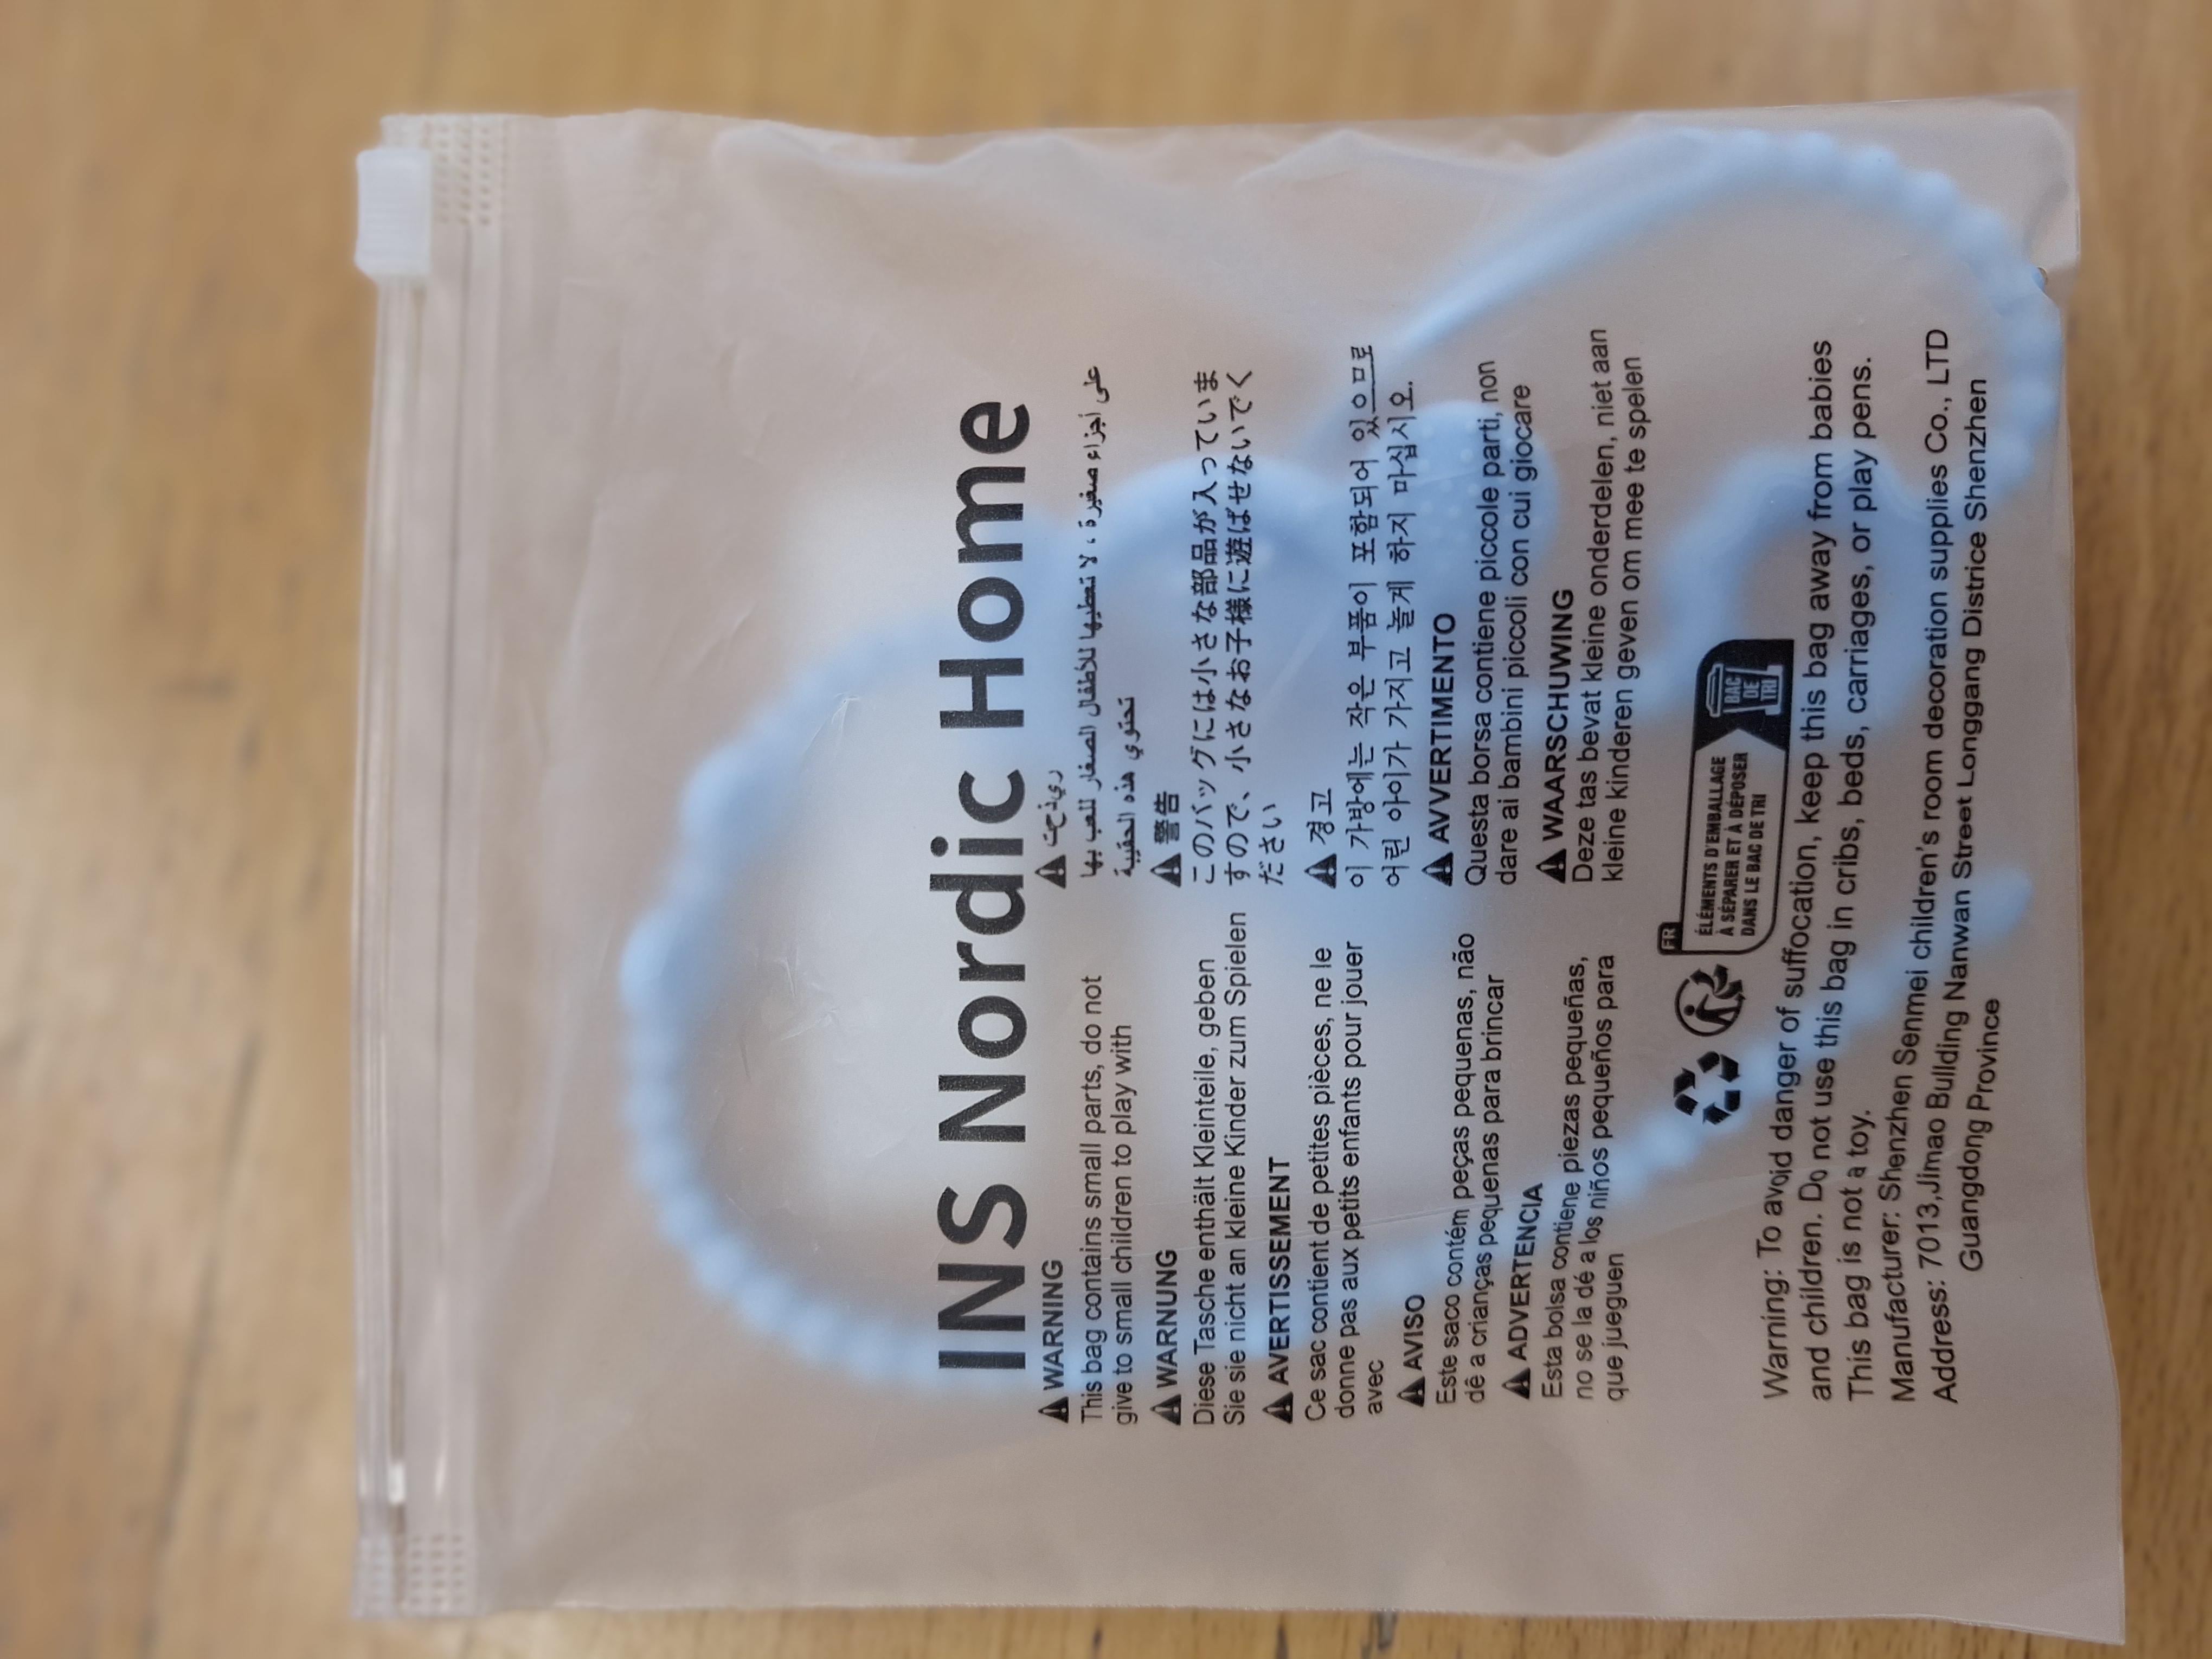 INS Nordic Home
⚠ WARNING
This bag contains small parts, do not
give to small children to play with
⚠ WARNUNG
Diese Tasche enthält Kleinteile, geben
Sie sie nicht an kleine Kinder zum Spielen
⚠ AVERTISSEMENT
Ce sac contient de petites pièces, ne le
donne pas aux petits enfants pour jouer
avec
⚠ AVISO
Este saco contém peças pequenas, não
dê a crianças pequenas para brincar
⚠ ADVERTENCIA
Esta bolsa contiene piezas pequeñas,
no se la dé a los niños pequeños para
que jueguen
⚠ ريذحت
على أجزاء صغيرة ، لا تعطيها للأطفال الصغار للعب بها
تحتوي هذه الحقيبة
⚠ 警告
このバッグには小さな部品が入っていま
すので、小さなお子様に遊ばせないでく
ださい
⚠ 경고
이 가방에는 작은 부품이 포함되어 있으므로
어린 아이가 가지고 놀게 하지 마십시오.
⚠ AVVERTIMENTO
Questa borsa contiene piccole parti, non
dare ai bambini piccoli con cui giocare
⚠ WAARSCHUWING
Deze tas bevat kleine onderdelen, niet aan
kleine kinderen geven om mee te spelen
FR
ÉLÉMENTS D'EMBALLAGE
À SÉPARER ET À DÉPOSER
DANS LE BAC DE TRI
BAC
DE
TRI
Warning: To avoid danger of suffocation, keep this bag away from babies
and children. Do not use this bag in cribs, beds, carriages, or play pens.
This bag is not a toy.
Manufacturer: Shenzhen Senmei children's room decoration supplies Co., LTD
Address: 7013,Jimao Building Nanwan Street Longgang Districe Shenzhen
Guangdong Province